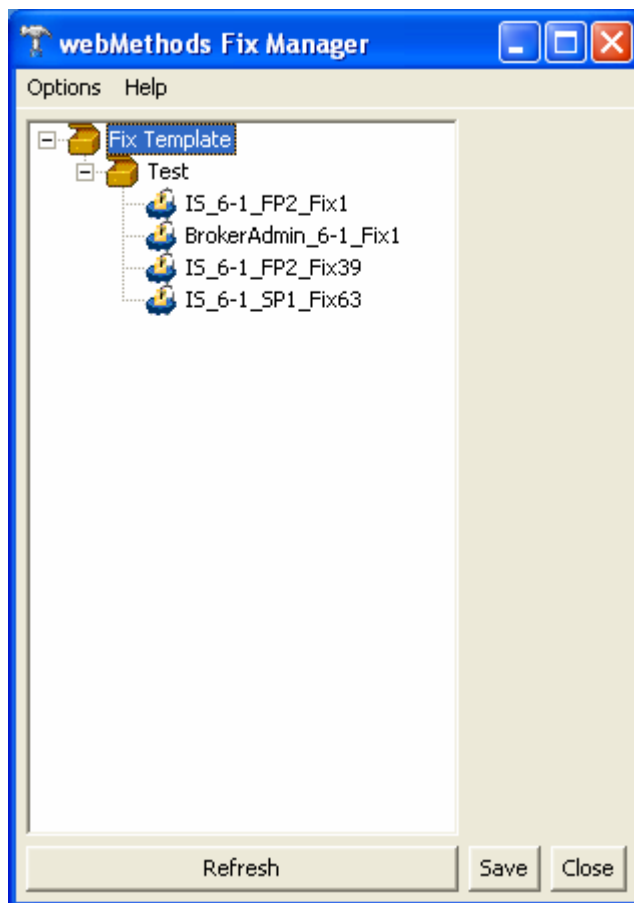 webMethods Fix Manager
Options Help
Fix Template
Test
IS_6-1_FP2_Fix1
BrokerAdmin_6-1_Fix1
IS_6-1_FP2_Fix39
IS_6-1_SP1_Fix63
Refresh Save Close